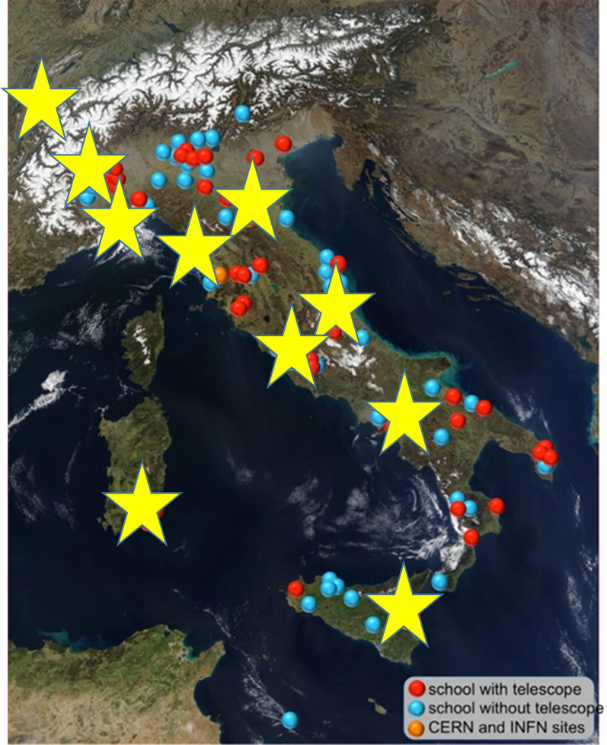 school with telescope
school without telescope
CERN and INFN sites